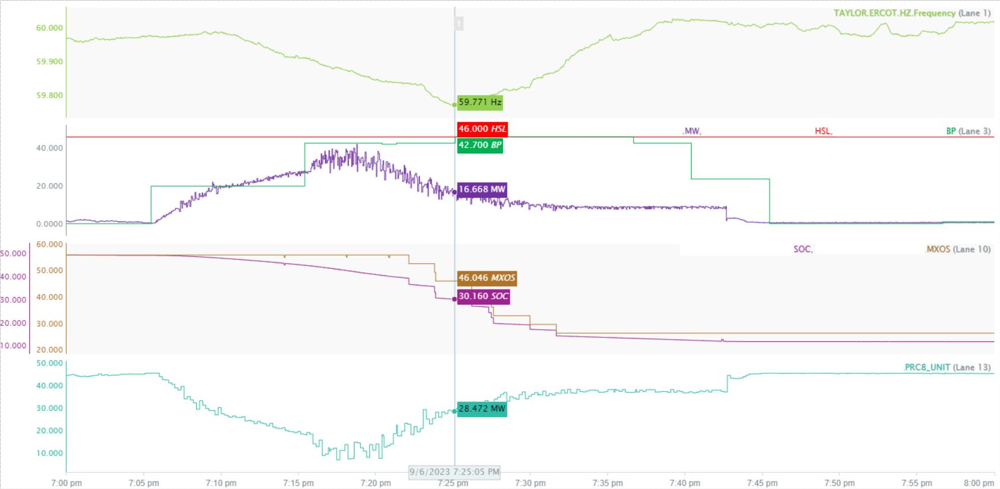 TAYLOR.ERCOT.HZ.Frequency (Lane 1)
1
60.000
59.900
59.800
59.771 Hz
.MW, HSL, BP (Lane 3)
46.000 HSL
42.700 BP
40.000
20.000
16.668 MW
0.0000
SOC, .MXOS (Lane 10)
60.000
50.000
50.000
46.046 MXOS
40.000
40.000
30.160 SOC
30.000
30.000
20.000
10.000
20.000
.PRC8_UNIT (Lane 13)
50.000
40.000
30.000
28.472 MW
20.000
10.000
9/6/2023 7:25:05 PM
7:00 pm 7:05 pm 7:10 pm 7:15 pm 7:20 pm 7:25 pm 7:30 pm 7:35 pm 7:40 pm 7:45 pm 7:50 pm 7:55 pm 8:00 pm